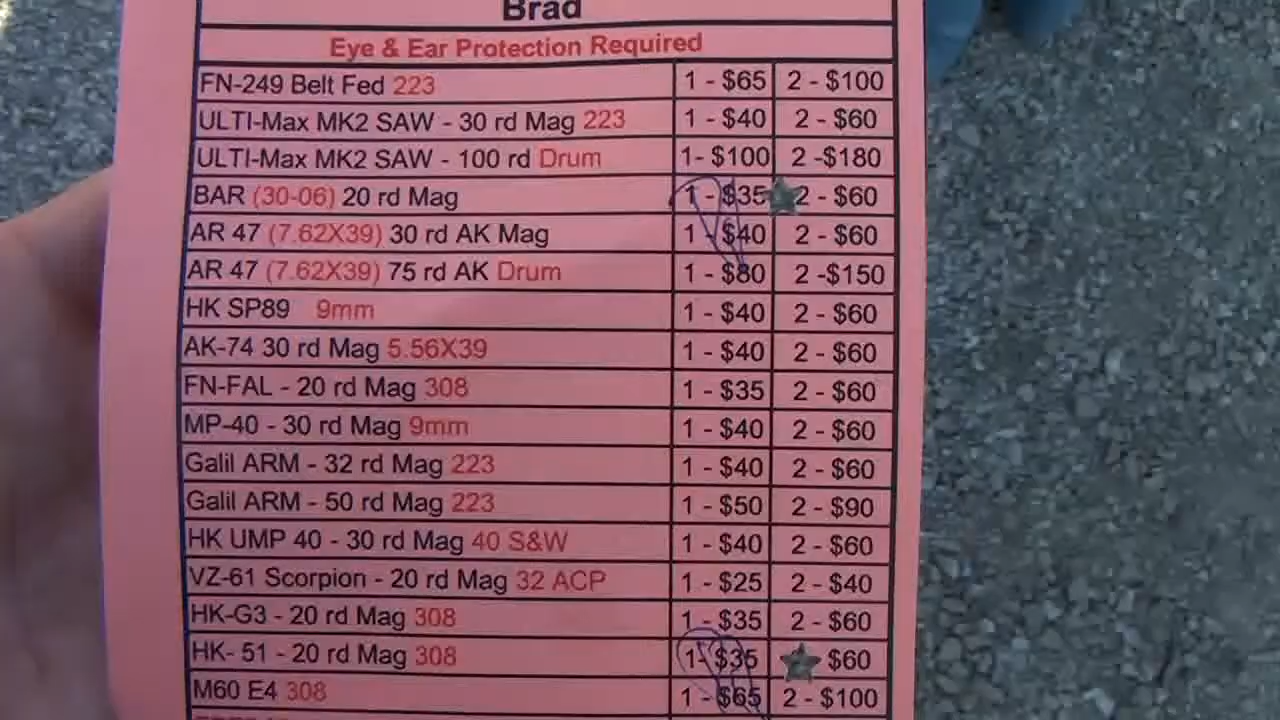 Brad
Eye & Ear Protection Required
FN-249 Belt Fed 223 1 - $65 2 - $100
ULTI-Max MK2 SAW - 30 rd Mag 223 1 - $40 2 - $60
ULTI-Max MK2 SAW - 100 rd Drum 1- $100 2 -$180
BAR (30-06) 20 rd Mag 1 - $35 2 - $60
AR 47 (7.62X39) 30 rd AK Mag 1 - $40 2 - $60
AR 47 (7.62X39) 75 rd AK Drum 1 - $80 2 -$150
HK SP89 9mm 1 - $40 2 - $60
AK-74 30 rd Mag 5.56X39 1 - $40 2 - $60
FN-FAL - 20 rd Mag 308 1 - $35 2 - $60
MP-40 - 30 rd Mag 9mm 1 - $40 2 - $60
Galil ARM - 32 rd Mag 223 1 - $40 2 - $60
Galil ARM - 50 rd Mag 223 1 - $50 2 - $90
HK UMP 40 - 30 rd Mag 40 S&W 1 - $40 2 - $60
VZ-61 Scorpion - 20 rd Mag 32 ACP 1 - $25 2 - $40
HK-G3 - 20 rd Mag 308 1 - $35 2 - $60
HK- 51 - 20 rd Mag 308 1- $35 $60
M60 E4 308 1 - $65 2 - $100